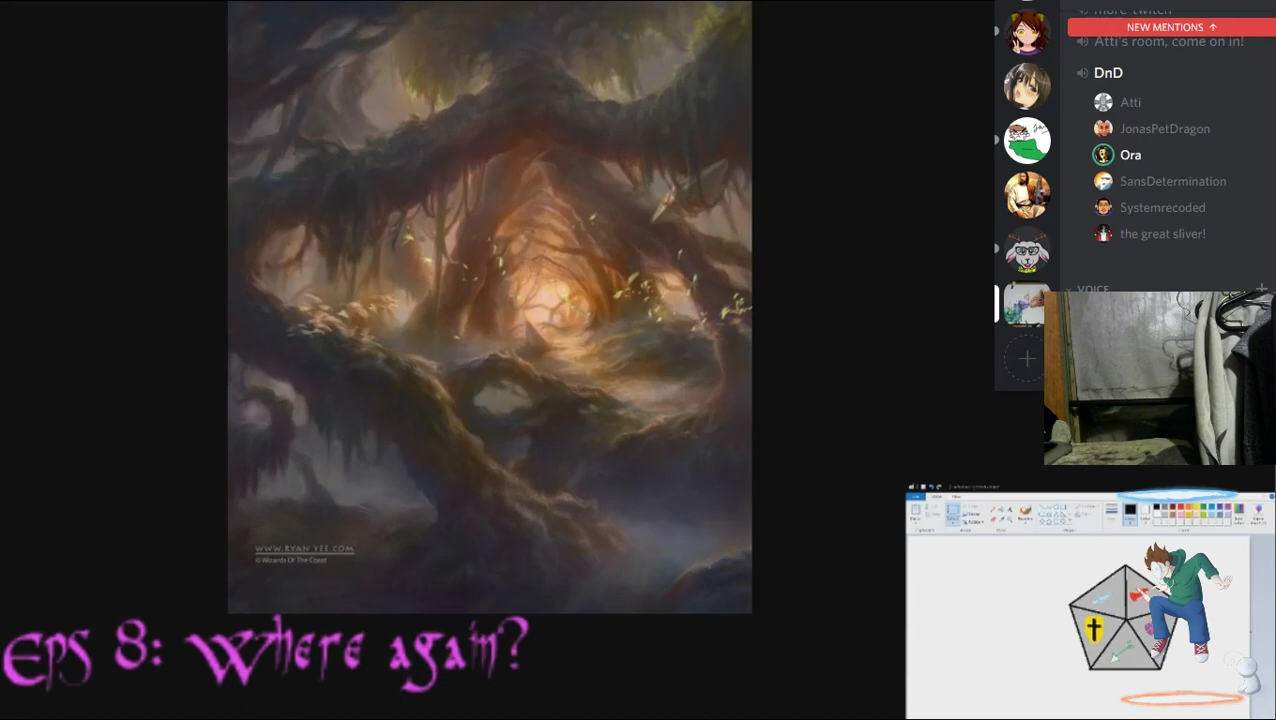 more twitch
NEW MENTIONS ↑
Atti's room, come on in!
DnD
Atti
JonasPetDragon
Ora
SansDetermination
Systemrecoded
the great sliver!
VOICE
WWW.RYAN-YEE.COM
© Wizards Of The Coast
EPS 8: Where again?